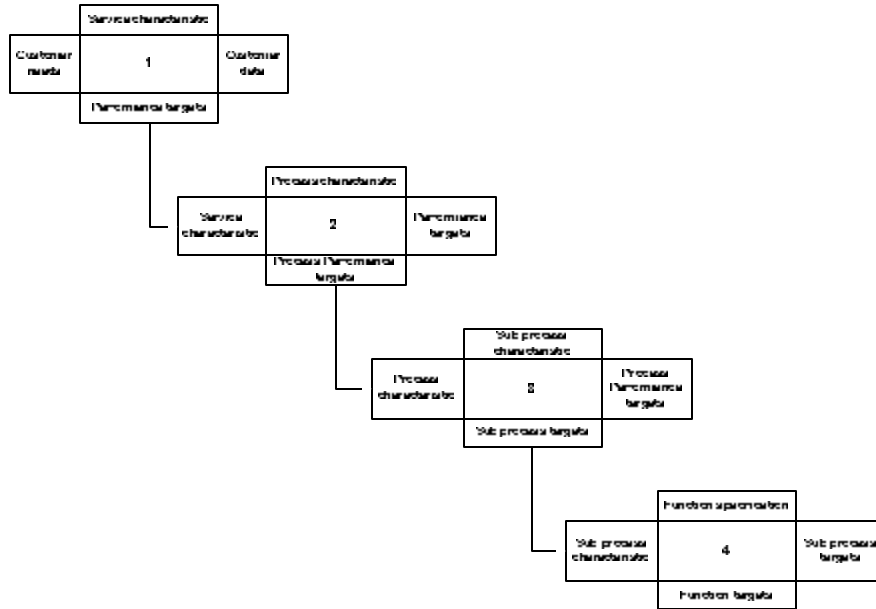 Service characteristic
Customer
needs
1
Customer
data
Performance targets
Process characteristic
Service
characteristic
2
Performance
targets
Process Performance
targets
Sub process
characteristic
Process
characteristic
3
Process
Performance
targets
Sub process targets
Function specification
Sub process
characteristic
4
Sub process
targets
Function targets